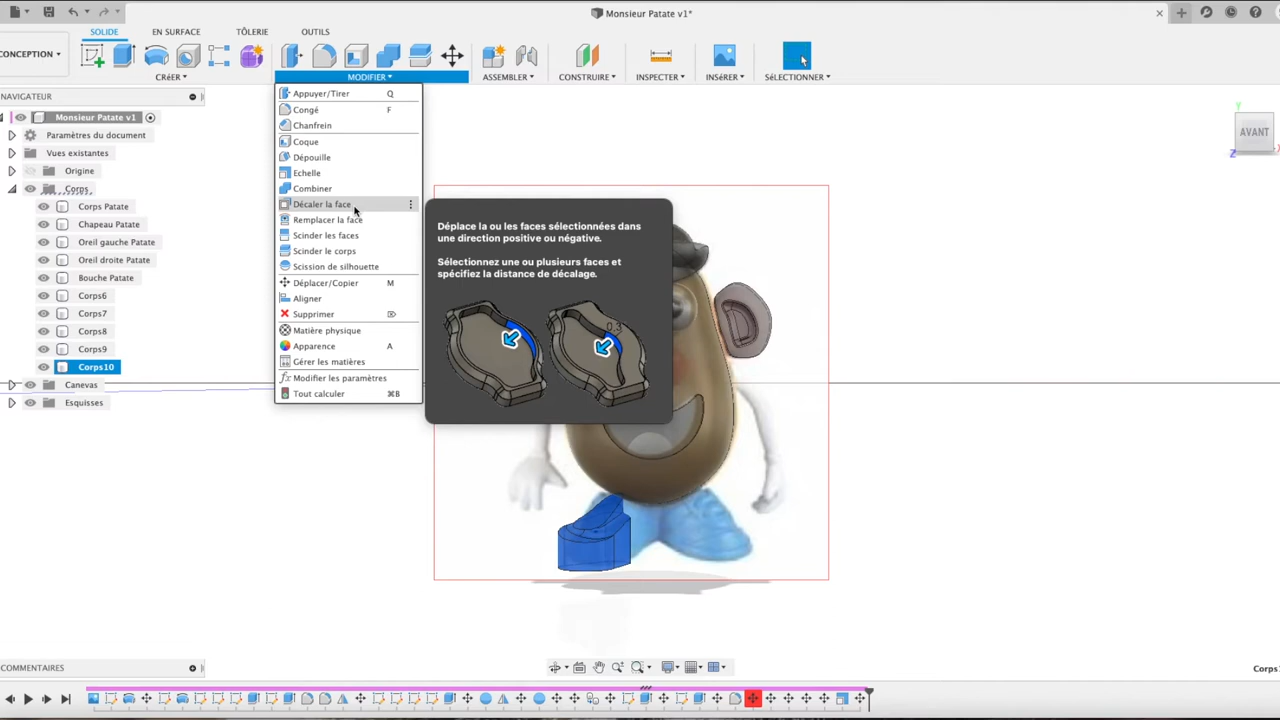 Monsieur Patate v1*
SOLIDE
EN SURFACE
TÔLERIE
OUTILS
CONCEPTION
CRÉER
MODIFIER
ASSEMBLER
CONSTRUIRE
INSPECTER
INSÉRER
SÉLECTIONNER
NAVIGATEUR
Monsieur Patate v1
Paramètres du document
Vues existantes
Origine
Corps
Corps Patate
Chapeau Patate
Oreil gauche Patate
Oreil droite Patate
Bouche Patate
Corps6
Corps7
Corps8
Corps9
Corps10
Canevas
Esquisses
Appuyer/Tirer Q
Congé F
Chanfrein
Coque
Dépouille
Echelle
Combiner
Décaler la face
Remplacer la face
Scinder les faces
Scinder le corps
Scission de silhouette
Déplacer/Copier M
Aligner
Supprimer ⌦
Matière physique
Apparence A
Gérer les matières
Modifier les paramètres
Tout calculer ⌘B
Déplace la ou les faces sélectionnées dans
une direction positive ou négative.
Sélectionnez une ou plusieurs faces et
spécifiez la distance de décalage.
0.3
Y
AVANT
Z
COMMENTAIRES